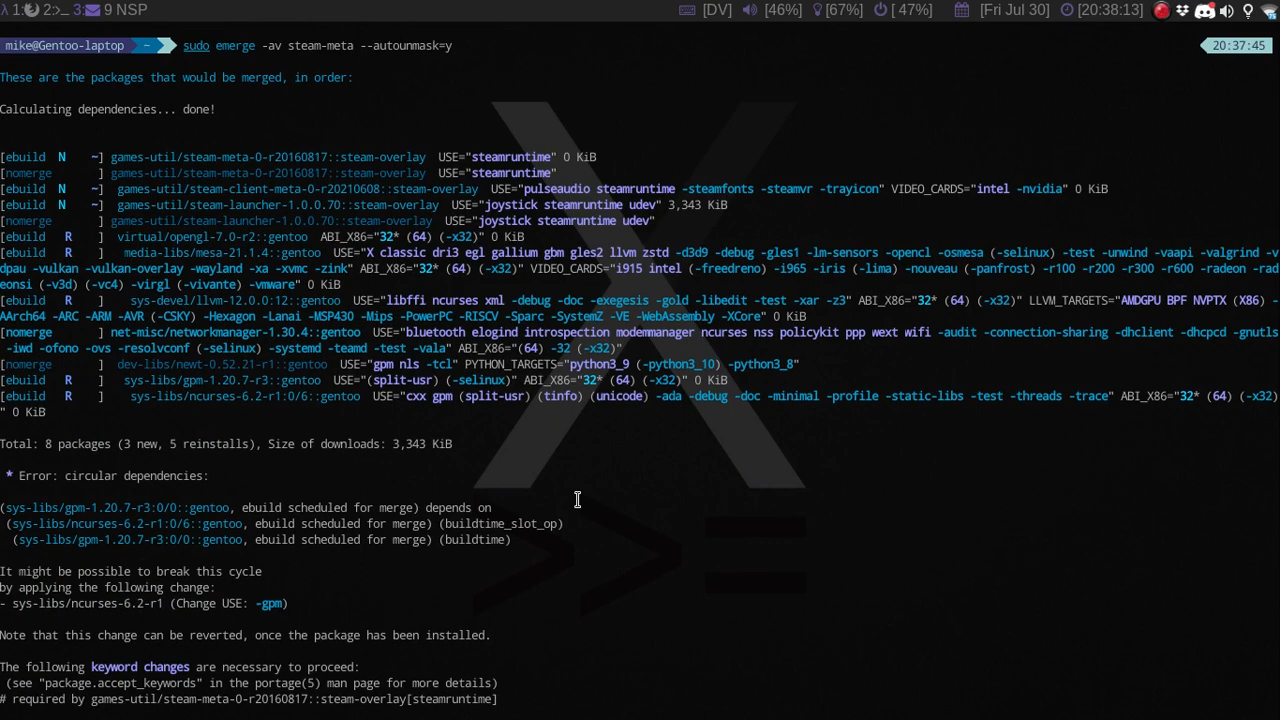 λ 1: 2:>_ 3: 9 NSP [DV] [46%] [67%] [ 47%] [Fri Jul 30] [20:38:13]
mike@Gentoo-laptop ~ sudo emerge -av steam-meta --autounmask=y 20:37:45
These are the packages that would be merged, in order:
Calculating dependencies... done!
[ebuild  N    ~] games-util/steam-meta-0-r20160817::steam-overlay  USE="steamruntime" 0 KiB
[nomerge      ] games-util/steam-meta-0-r20160817::steam-overlay  USE="steamruntime"
[ebuild  N    ~]  games-util/steam-client-meta-0-r20210608::steam-overlay  USE="pulseaudio steamruntime -steamfonts -steamvr -trayicon" VIDEO_CARDS="intel -nvidia" 0 KiB
[ebuild  N    ~]  games-util/steam-launcher-1.0.0.70::steam-overlay  USE="joystick steamruntime udev" 3,343 KiB
[nomerge      ]  games-util/steam-launcher-1.0.0.70::steam-overlay  USE="joystick steamruntime udev"
[ebuild   R    ]  virtual/opengl-7.0-r2::gentoo  ABI_X86="32* (64) (-x32)" 0 KiB
[ebuild   R    ]   media-libs/mesa-21.1.4::gentoo  USE="X classic dri3 egl gallium gbm gles2 llvm zstd -d3d9 -debug -gles1 -lm-sensors -opencl -osmesa (-selinux) -test -unwind -vaapi -valgrind -v
dpau -vulkan -vulkan-overlay -wayland -xa -xvmc -zink" ABI_X86="32* (64) (-x32)" VIDEO_CARDS="i915 intel (-freedreno) -i965 -iris (-lima) -nouveau (-panfrost) -r100 -r200 -r300 -r600 -radeon -rad
eonsi (-v3d) (-vc4) -virgl (-vivante) -vmware" 0 KiB
[ebuild   R    ]    sys-devel/llvm-12.0.0:12::gentoo  USE="libffi ncurses xml -debug -doc -exegesis -gold -libedit -test -xar -z3" ABI_X86="32* (64) (-x32)" LLVM_TARGETS="AMDGPU BPF NVPTX (X86) -
AArch64 -ARC -ARM -AVR (-CSKY) -Hexagon -Lanai -MSP430 -Mips -PowerPC -RISCV -Sparc -SystemZ -VE -WebAssembly -XCore" 0 KiB
[nomerge      ] net-misc/networkmanager-1.30.4::gentoo  USE="bluetooth elogind introspection modemmanager ncurses nss policykit ppp wext wifi -audit -connection-sharing -dhclient -dhcpcd -gnutls
-iwd -ofono -ovs -resolvconf (-selinux) -systemd -teamd -test -vala" ABI_X86="(64) -32 (-x32)"
[nomerge      ]  dev-libs/newt-0.52.21-r1::gentoo  USE="gpm nls -tcl" PYTHON_TARGETS="python3_9 (-python3_10) -python3_8"
[ebuild   R    ]   sys-libs/gpm-1.20.7-r3::gentoo  USE="(split-usr) (-selinux)" ABI_X86="32* (64) (-x32)" 0 KiB
[ebuild   R    ]    sys-libs/ncurses-6.2-r1:0/6::gentoo  USE="cxx gpm (split-usr) (tinfo) (unicode) -ada -debug -doc -minimal -profile -static-libs -test -threads -trace" ABI_X86="32* (64) (-x32)
" 0 KiB
Total: 8 packages (3 new, 5 reinstalls), Size of downloads: 3,343 KiB
* Error: circular dependencies:
(sys-libs/gpm-1.20.7-r3:0/0::gentoo, ebuild scheduled for merge) depends on
(sys-libs/ncurses-6.2-r1:0/6::gentoo, ebuild scheduled for merge) (buildtime_slot_op)
(sys-libs/gpm-1.20.7-r3:0/0::gentoo, ebuild scheduled for merge) (buildtime)
It might be possible to break this cycle
by applying the following change:
- sys-libs/ncurses-6.2-r1 (Change USE: -gpm)
Note that this change can be reverted, once the package has been installed.
The following keyword changes are necessary to proceed:
(see "package.accept_keywords" in the portage(5) man page for more details)
# required by games-util/steam-meta-0-r20160817::steam-overlay[steamruntime]